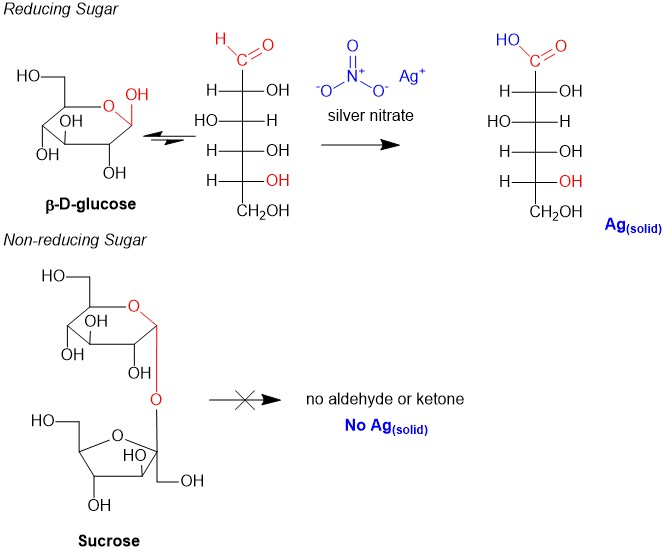 Reducing Sugar
HO
O
OH
OH
OH
OH
β-D-glucose
H
O
C
H
OH
HO
H
H
OH
H
OH
CH2OH
O
N+
-O
O-
Ag+
silver nitrate
HO
O
C
H
OH
HO
H
H
OH
H
OH
CH2OH
Ag(solid)
Non-reducing Sugar
HO
O
OH
OH
OH
O
HO
O
HO
OH
OH
Sucrose
no aldehyde or ketone
No Ag(solid)